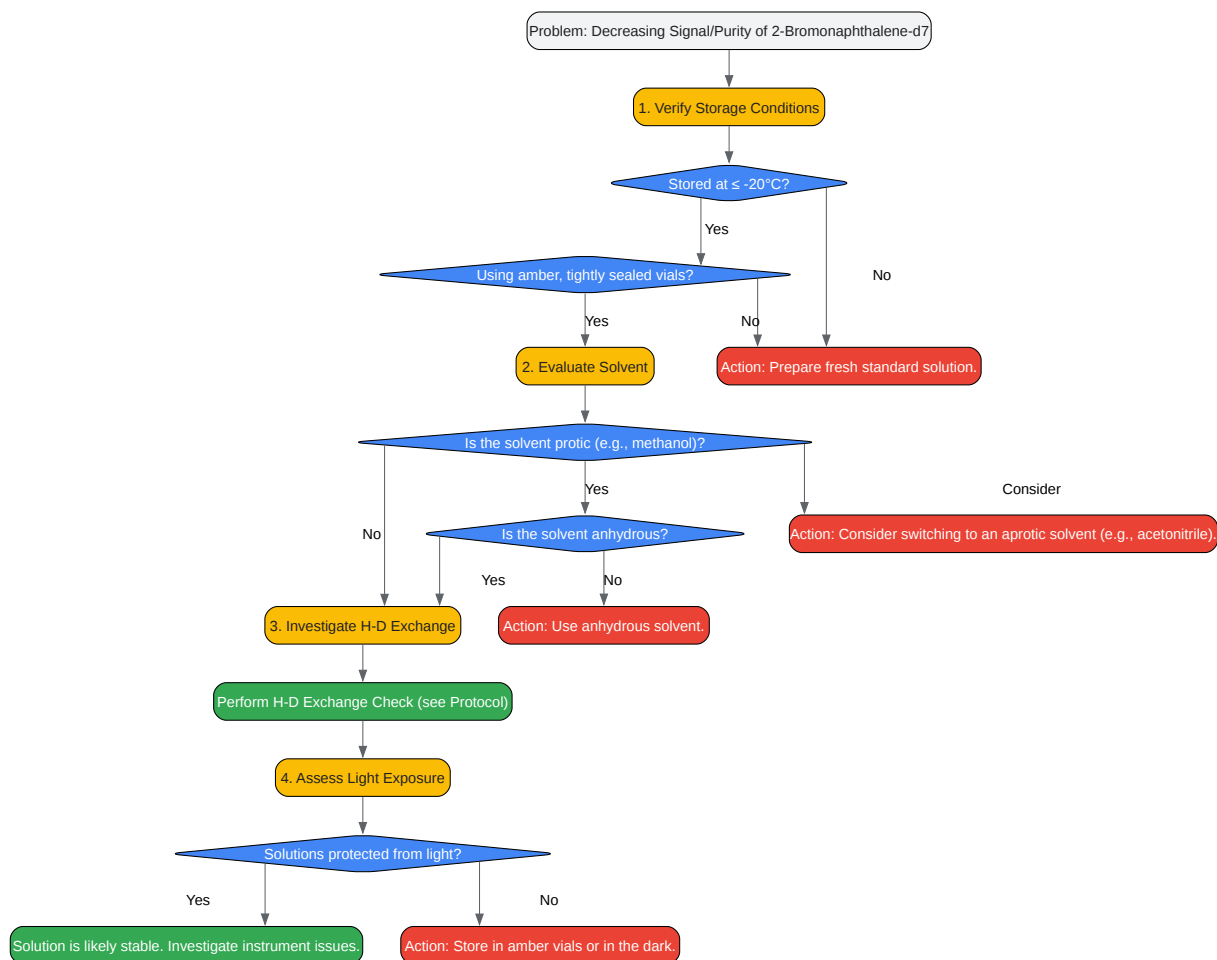 Problem: Decreasing Signal/Purity of 2-Bromonaphthalene-d7
1. Verify Storage Conditions
Stored at ≤ -20°C?
Yes
Using amber, tightly sealed vials?
No
Yes
No
2. Evaluate Solvent
Action: Prepare fresh standard solution.
Is the solvent protic (e.g., methanol)?
Yes
Consider
No
Is the solvent anhydrous?
Action: Consider switching to an aprotic solvent (e.g., acetonitrile).
Yes
No
3. Investigate H-D Exchange
Action: Use anhydrous solvent.
Perform H-D Exchange Check (see Protocol)
4. Assess Light Exposure
Solutions protected from light?
Yes
No
Solution is likely stable. Investigate instrument issues.
Action: Store in amber vials or in the dark.